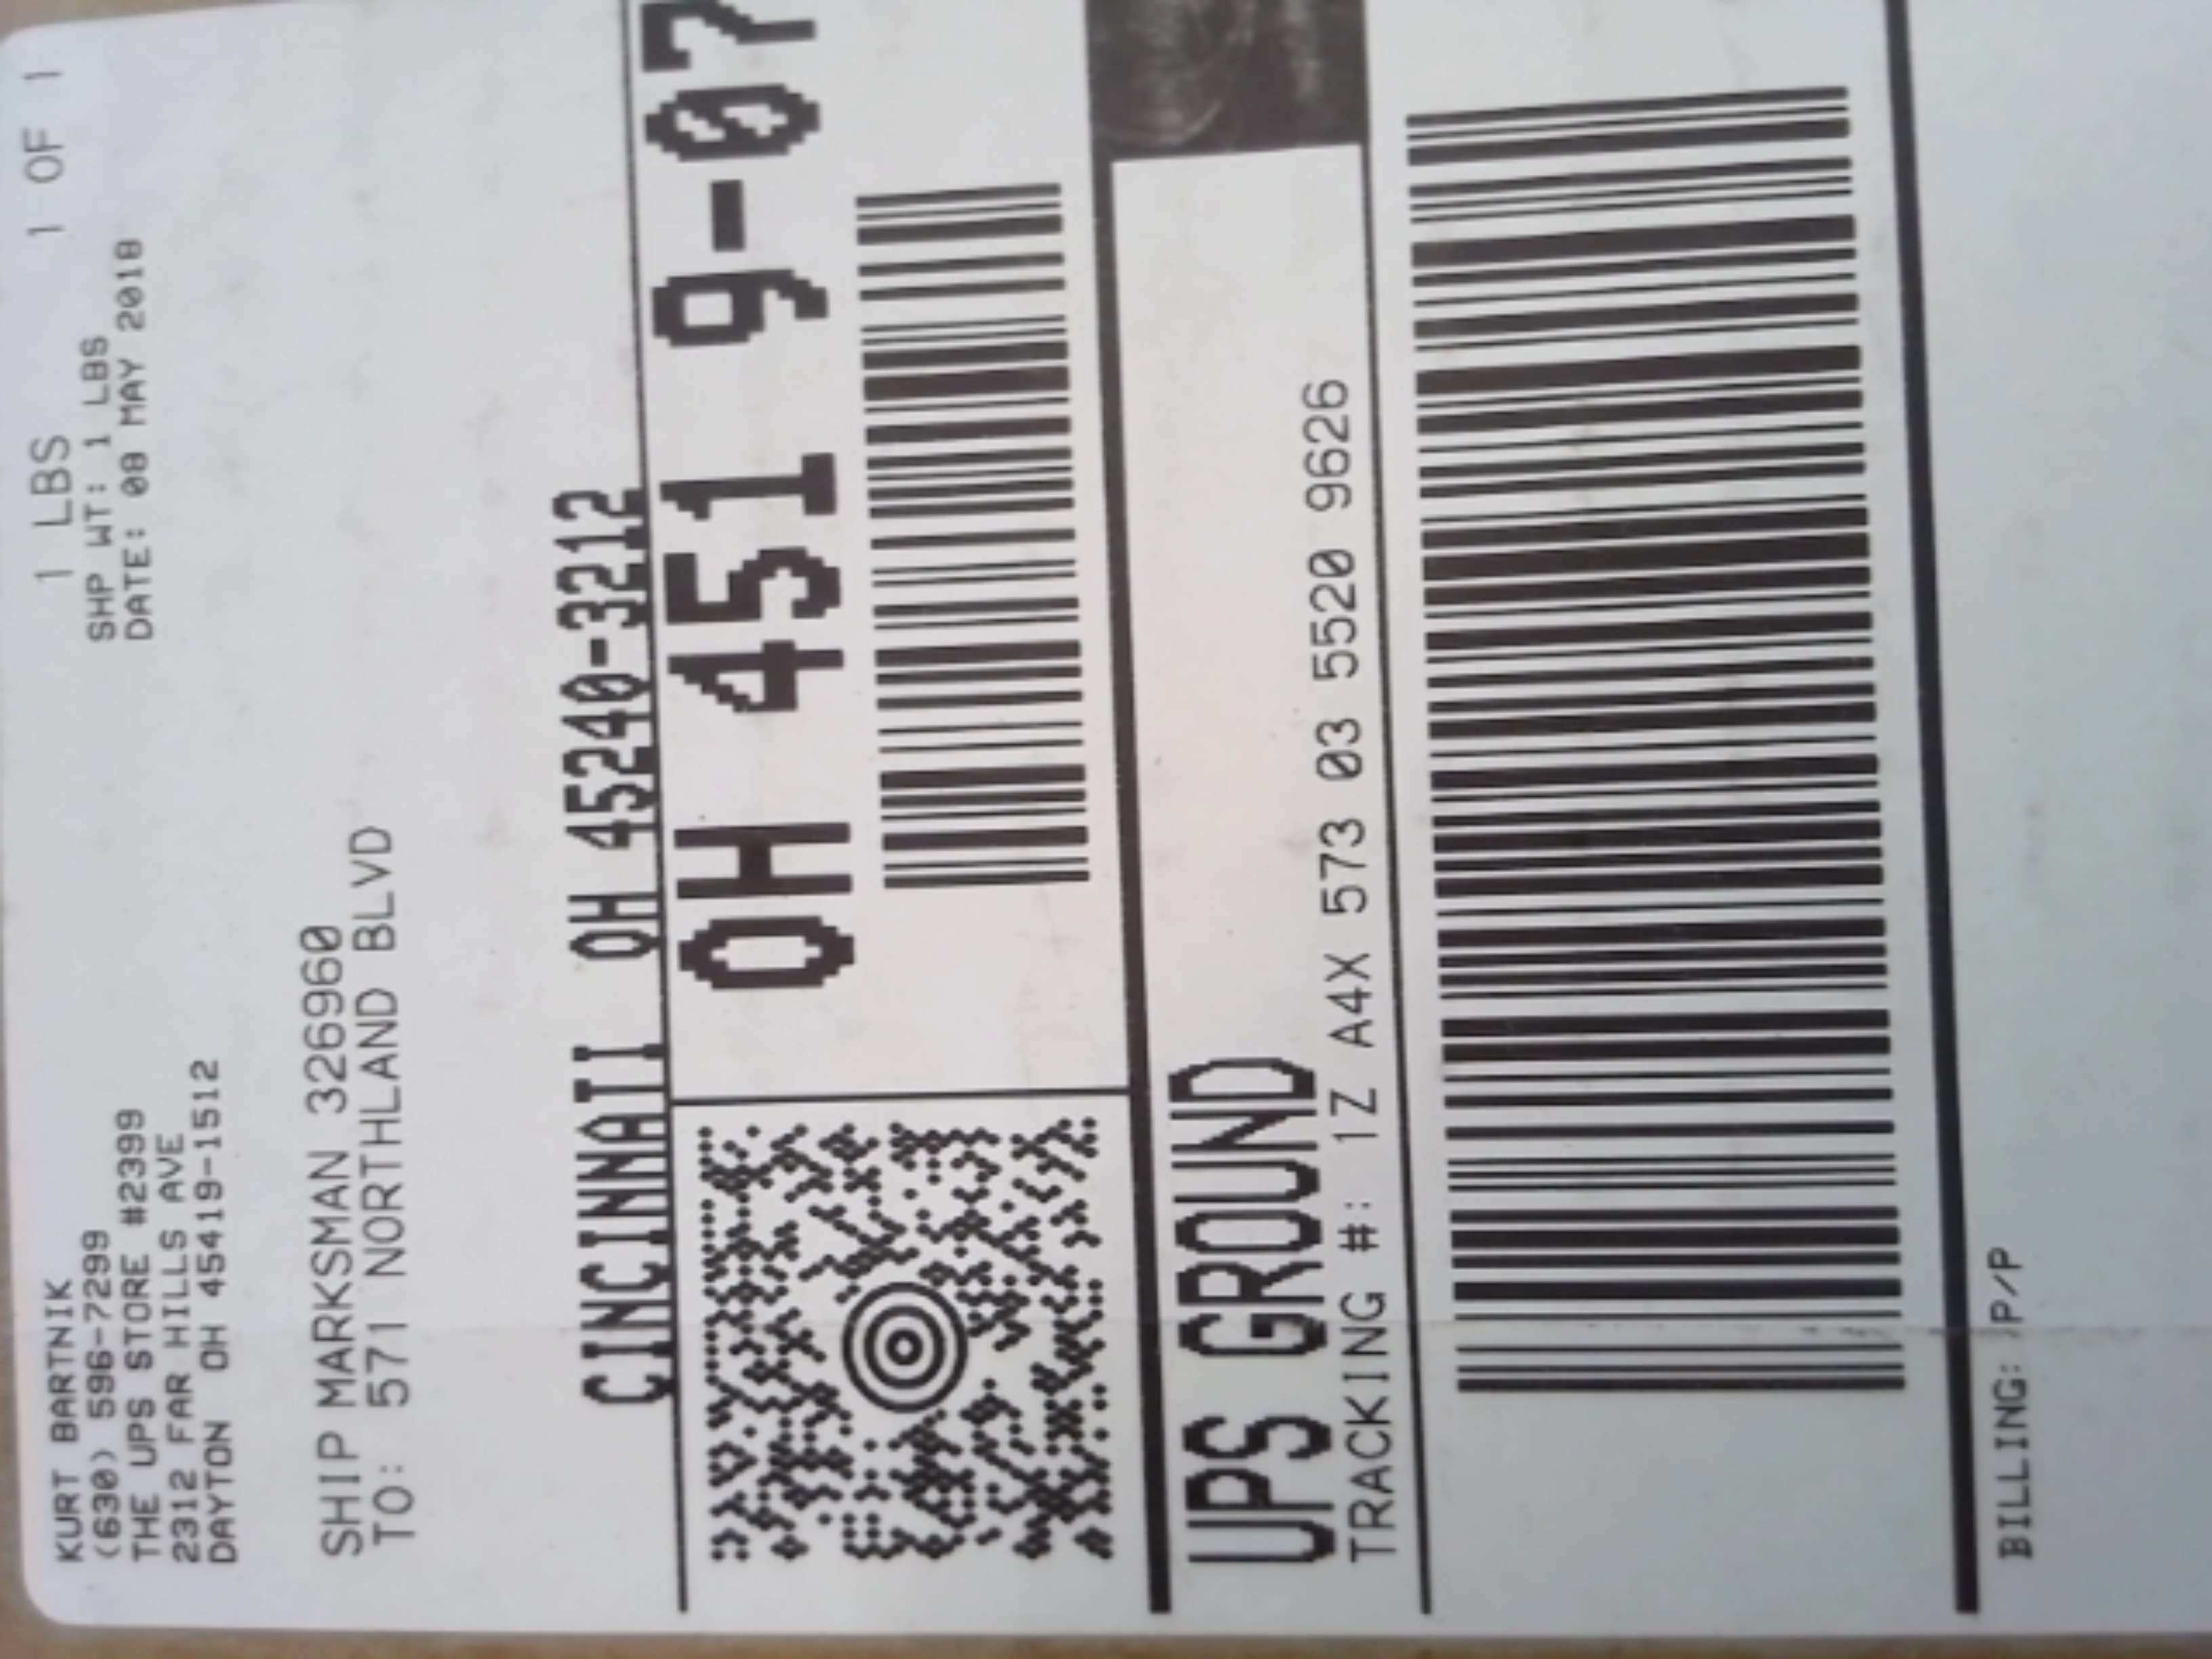 KURT BARTNIK
(630) 596-7299
THE UPS STORE #2399
2312 FAR HILLS AVE
DAYTON OH 45419-1512
1 LBS 1 OF 1
SHP WT: 1 LBS
DATE: 08 MAY 2018
SHIP MARKSMAN 326960
TO: 571 NORTHLAND BLVD
CINCINNATI OH 45240-3212
OH 451 9-07
UPS GROUND
TRACKING #: 1Z A4X 573 03 5520 9626
BILLING: P/P